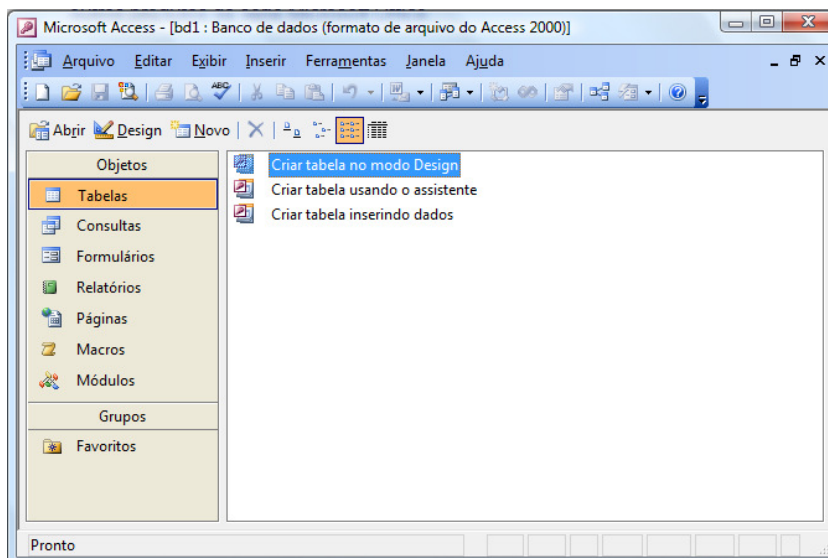 Microsoft Access - [bd1 : Banco de dados (formato de arquivo do Access 2000)]
Arquivo Editar Exibir Inserir Ferramentas Janela Ajuda
Abrir Design Novo
Objetos
Tabelas
Consultas
Formulários
Relatórios
Páginas
Macros
Módulos
Grupos
Favoritos
Criar tabela no modo Design
Criar tabela usando o assistente
Criar tabela inserindo dados
Pronto